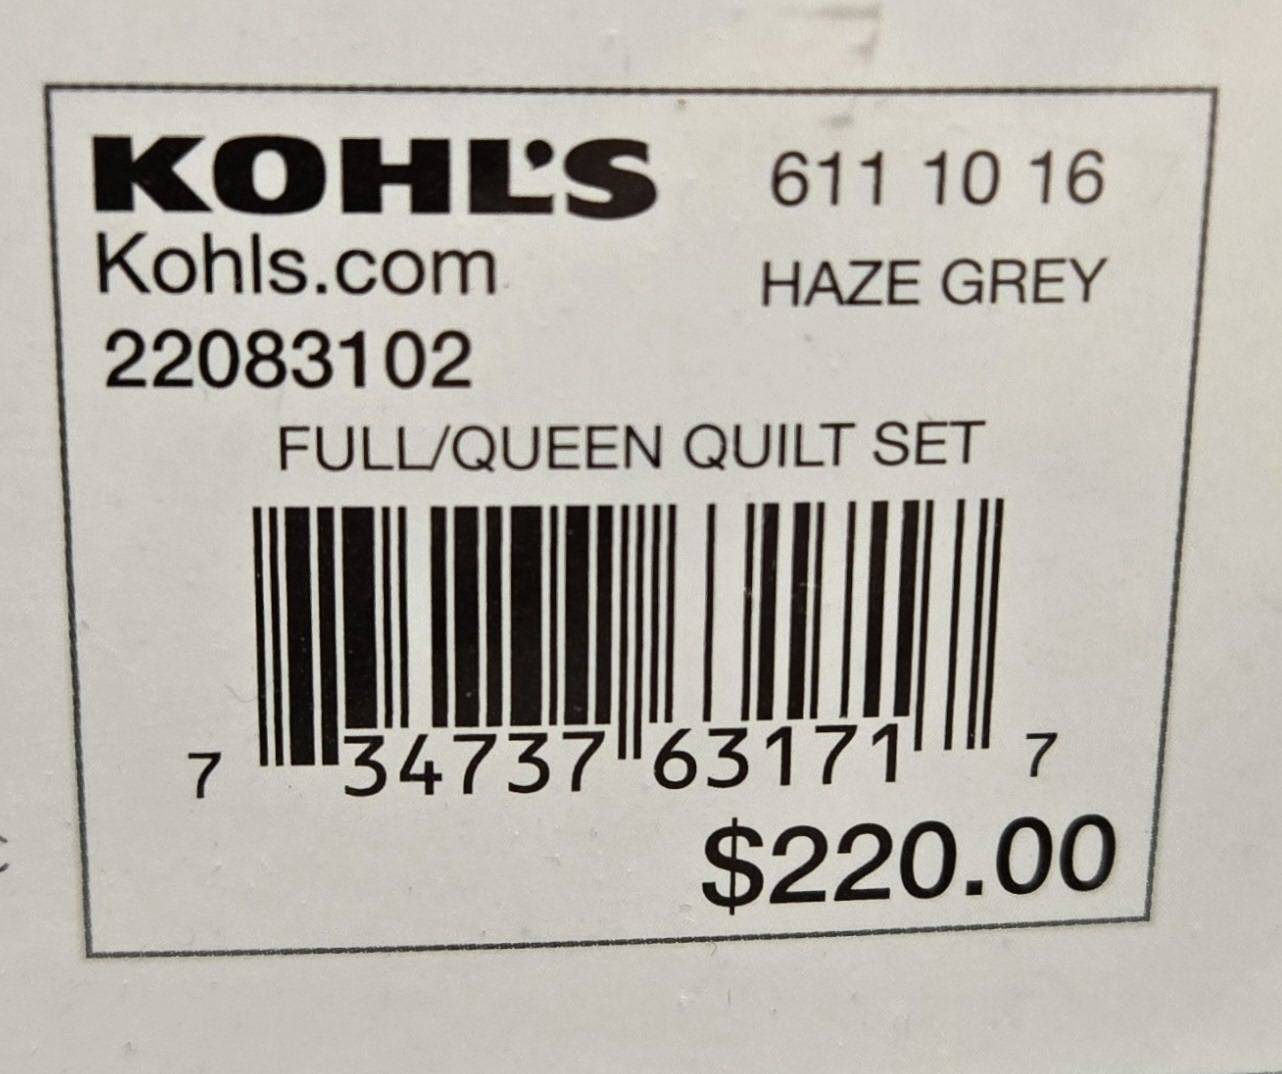 KOHL'S 611 10 16
Kohls.com HAZE GREY
22083102
FULL/QUEEN QUILT SET
7 34737 63171 7
$220.00